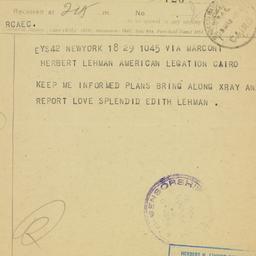 Received at 215 .m.
No.
RCAEC.
EYS42 NEWYORK 18 29 1045 VIA MARCONI
HERBERT LEHMAN AMERICAN LEGATION CAIRO
KEEP ME INFORMED PLANS BRING ALONG XRAY AN
REPORT LOVE SPLENDID EDITH LEHMAN .
CENSORSHIP